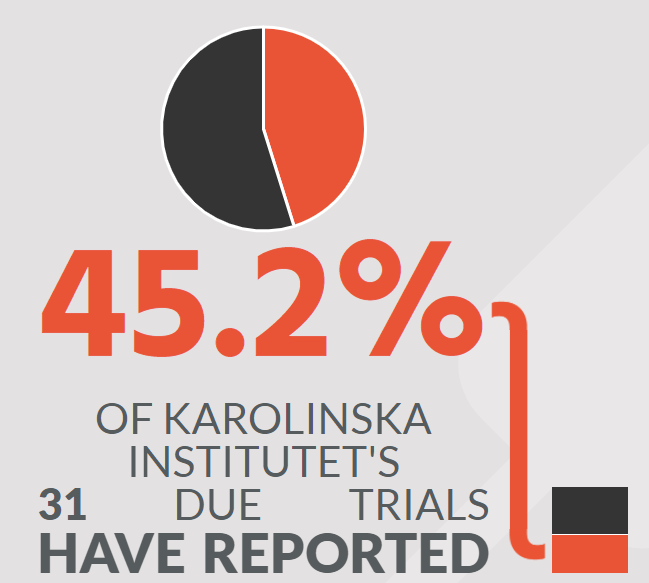 45.2%
OF KAROLINSKA
INSTITUTET'S
31 DUE TRIALS
HAVE REPORTED